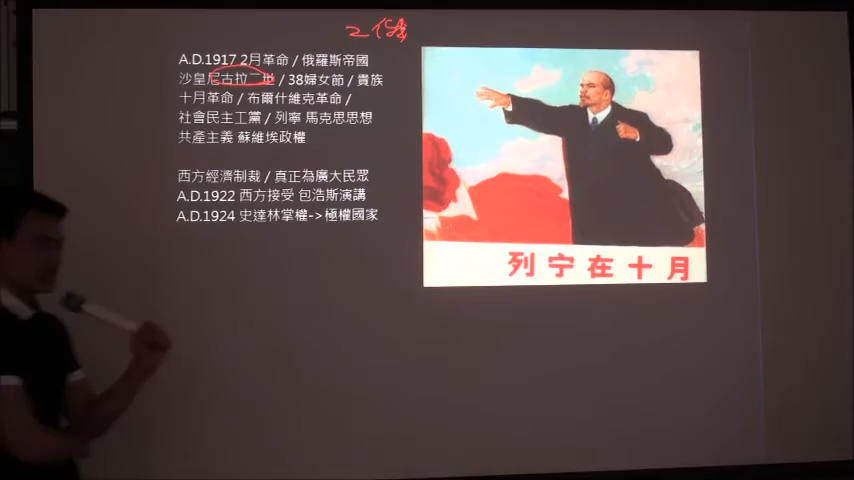 A.D.1917 2月革命 / 俄羅斯帝國
沙皇尼古拉二世 / 38婦女節 / 貴族
十月革命 / 布爾什維克革命 /
社會民主工黨 / 列寧 馬克思思想
共產主義 蘇維埃政權
西方經濟制裁 / 真正為廣大民眾
A.D.1922 西方接受 包浩斯演講
A.D.1924 史達林掌權->極權國家
列宁在十月